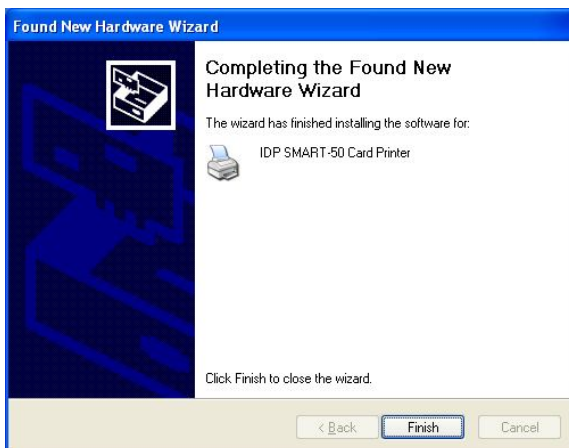 Found New Hardware Wizard
Completing the Found New
Hardware Wizard
The wizard has finished installing the software for:
IDP SMART-50 Card Printer
Click Finish to close the wizard.
< Back
Finish
Cancel